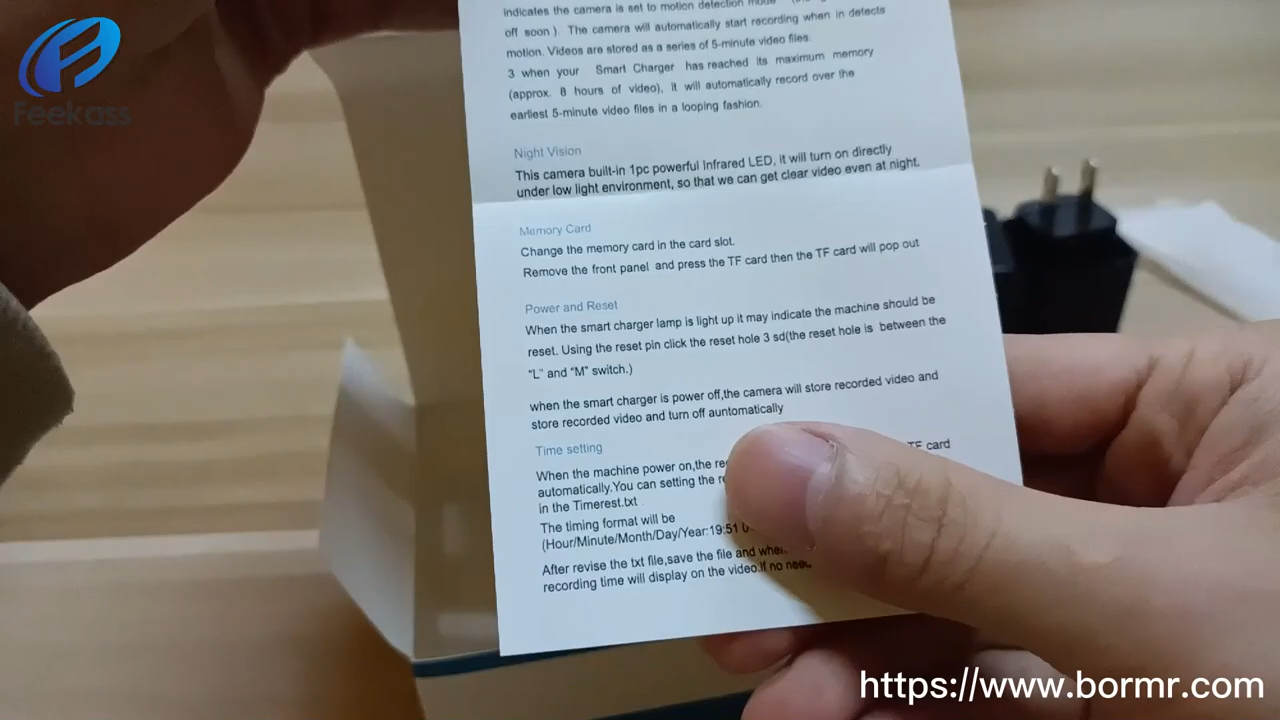 Feekass
indicates the camera is set to motion detection mode
off soon ). The camera will automatically start recording when in detects
motion. Videos are stored as a series of 5-minute video files.
3 when your Smart Charger has reached its maximum memory
(approx. 8 hours of video), it will automatically record over the
earliest 5-minute video files in a looping fashion.
Night Vision
This camera built-in 1pc powerful Infrared LED, it will turn on directly
under low light environment, so that we can get clear video even at night.
Memory Card
Change the memory card in the card slot.
Remove the front panel and press the TF card then the TF card will pop out
Power and Reset
When the smart charger lamp is light up it may indicate the machine should be
reset. Using the reset pin click the reset hole 3 sd(the reset hole is between the
"L" and "M" switch.)
when the smart charger is power off,the camera will store recorded video and
store recorded video and turn off auntomatically
Time setting
When the machine power on,the TF card
automatically.You can setting the
in the Timerest.txt
The timing format will be
(Hour/Minute/Month/Day/Year:19:51
After revise the txt file,save the file and
recording time will display on the video.If no
https://www.bormr.com